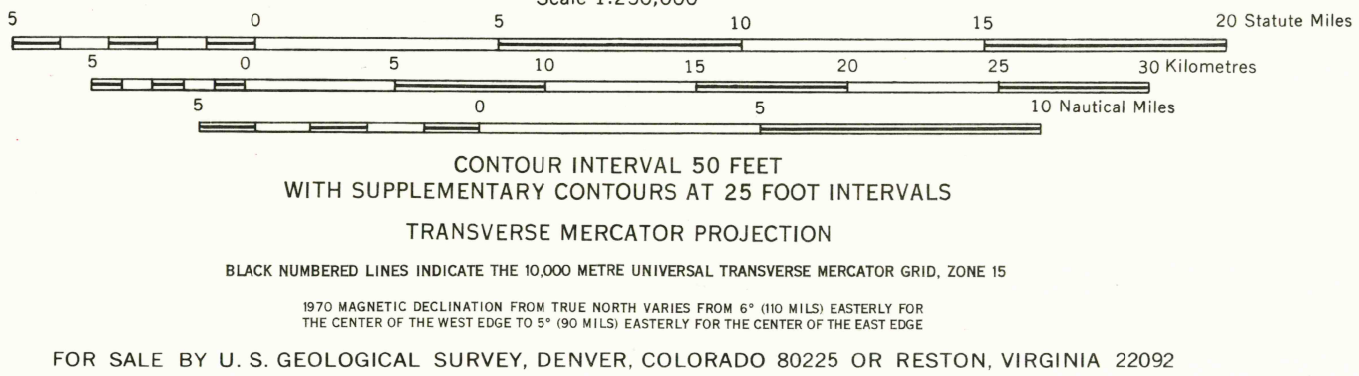 Scale 1:250,000
5 0 5 10 15 20 Statute Miles
5 0 5 10 15 20 25 30 Kilometres
5 0 5 10 Nautical Miles
CONTOUR INTERVAL 50 FEET
WITH SUPPLEMENTARY CONTOURS AT 25 FOOT INTERVALS
TRANSVERSE MERCATOR PROJECTION
BLACK NUMBERED LINES INDICATE THE 10,000 METRE UNIVERSAL TRANSVERSE MERCATOR GRID, ZONE 15
1970 MAGNETIC DECLINATION FROM TRUE NORTH VARIES FROM 6° (110 MILS) EASTERLY FOR
THE CENTER OF THE WEST EDGE TO 5° (90 MILS) EASTERLY FOR THE CENTER OF THE EAST EDGE
FOR SALE BY U. S. GEOLOGICAL SURVEY, DENVER, COLORADO 80225 OR RESTON, VIRGINIA 22092